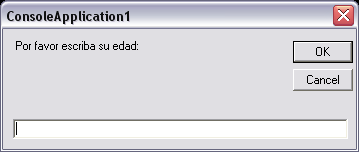 ConsoleApplication1
Por favor escriba su edad:
OK
Cancel